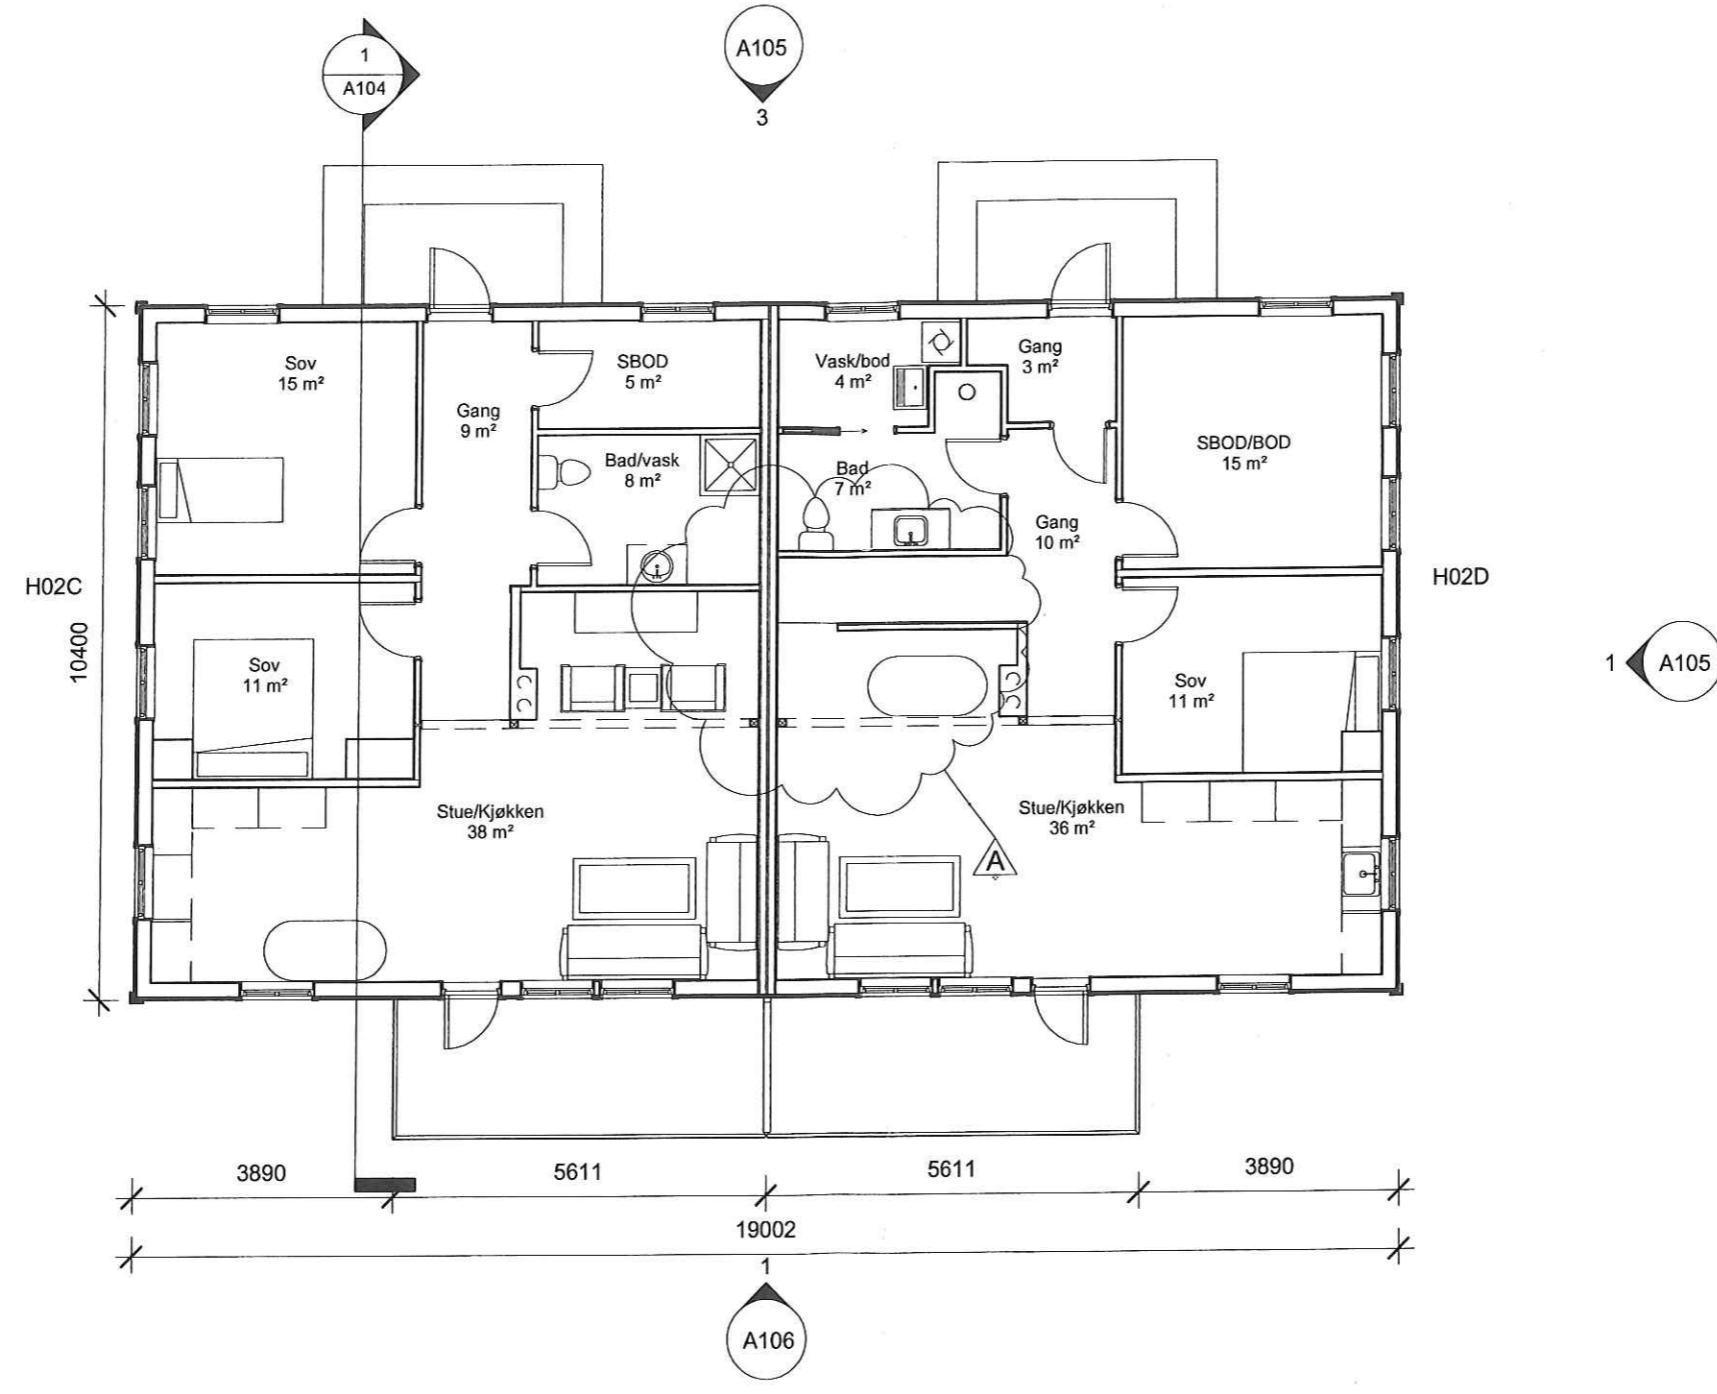 1
A104
A105
3
Sov
15 m²
Gang
9 m²
SBOD
5 m²
Bad/vask
8 m²
Vask/bod
4 m²
Gang
3 m²
SBOD/BOD
15 m²
Bad
7 m²
Gang
10 m²
H02C
10400
H02D
Sov
11 m²
Sov
11 m²
1
A105
Stue/Kjøkken
38 m²
Stue/Kjøkken
36 m²
A
3890
5611
5611
3890
19002
1
A106